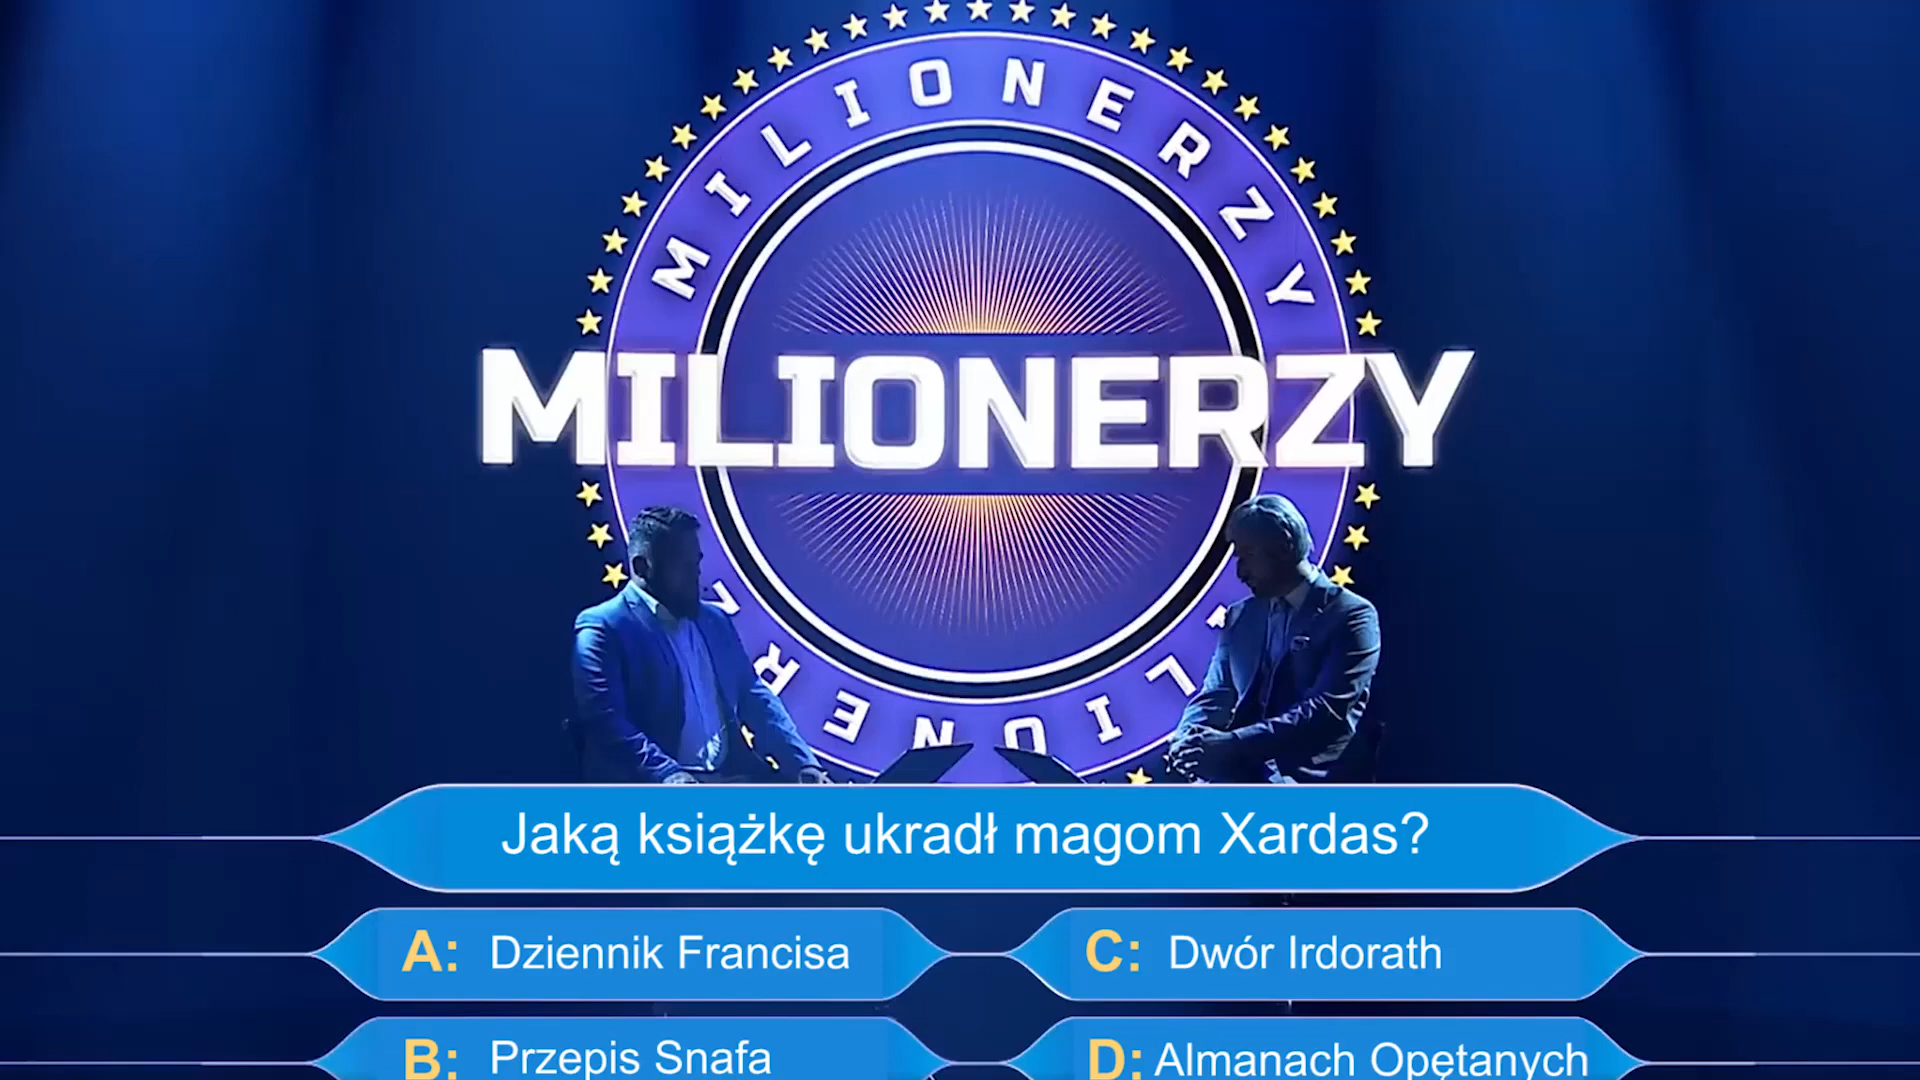 MILIONERZY
MILIONERZY
Jaką książkę ukradł magom Xardas?
A: Dziennik Francisa
C: Dwór Irdorath
B: Przepis Snafa
D: Almanach Opętanych